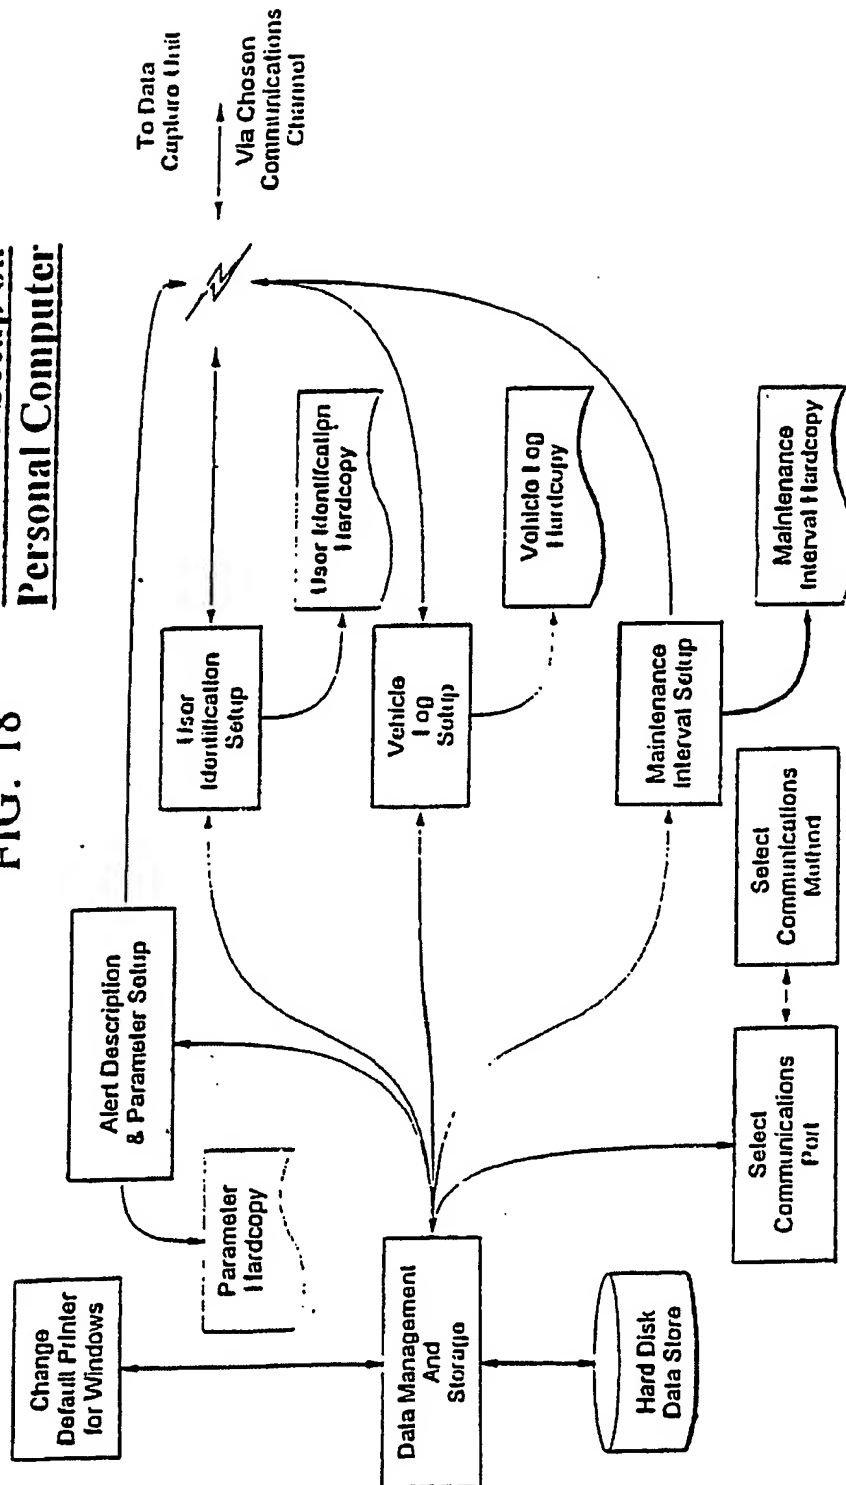 FIG. 18
Personal Computer
To Data
Capture Unit
Via Chosen
Communications
Channel
Change
Default Printer
for Windows
Alert Description
& Parameter Setup
Parameter
Hardcopy
User
Identification
Setup
User Identification
Hardcopy
Data Management
And
Storage
Vehicle
Log
Setup
Vehicle Log
Hardcopy
Hard Disk
Data Store
Maintenance
Interval Setup
Maintenance
Interval Hardcopy
Select
Communications
Port
Select
Communications
Method